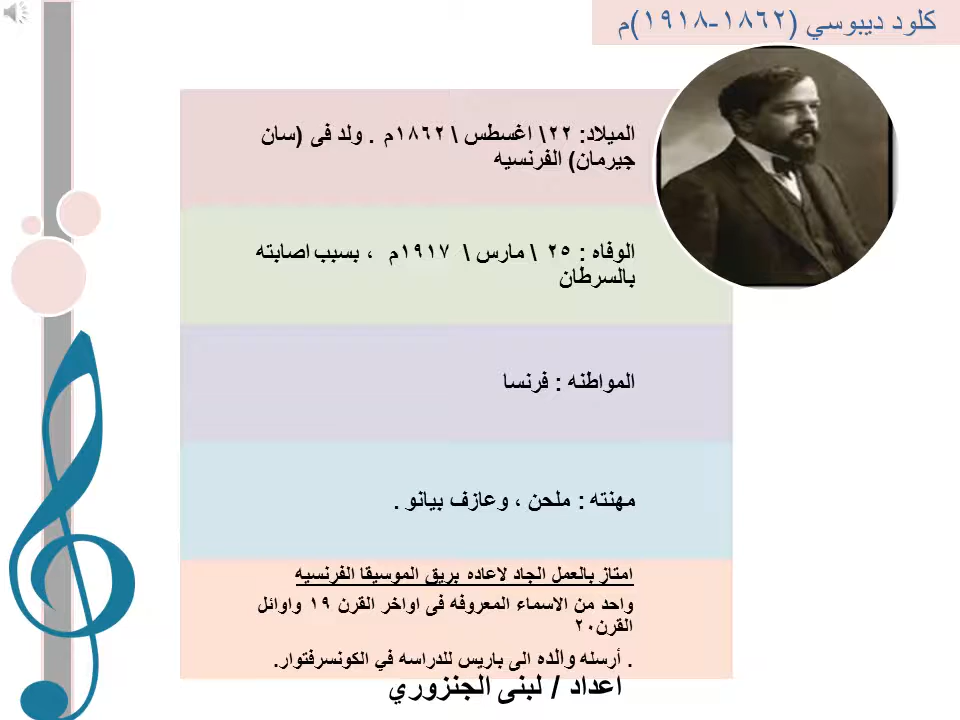 كلود ديبوسي (١٨٦٢-١٩١٨)م
الميلاد: ٢٢\ اغسطس \ ١٨٦٢م . ولد فى (سان
جيرمان) الفرنسيه
الوفاه : ٢٥ \ مارس \ ١٩١٧م ، بسبب اصابته
بالسرطان
المواطنه : فرنسا
مهنته : ملحن ، وعازف بيانو .
امتاز بالعمل الجاد لاعاده بريق الموسيقا الفرنسيه
واحد من الاسماء المعروفه فى اواخر القرن ١٩ واوائل
القرن٢٠
. أرسله والده الى باريس للدراسه في الكونسرفتوار.
اعداد / لبنى الجنزوري